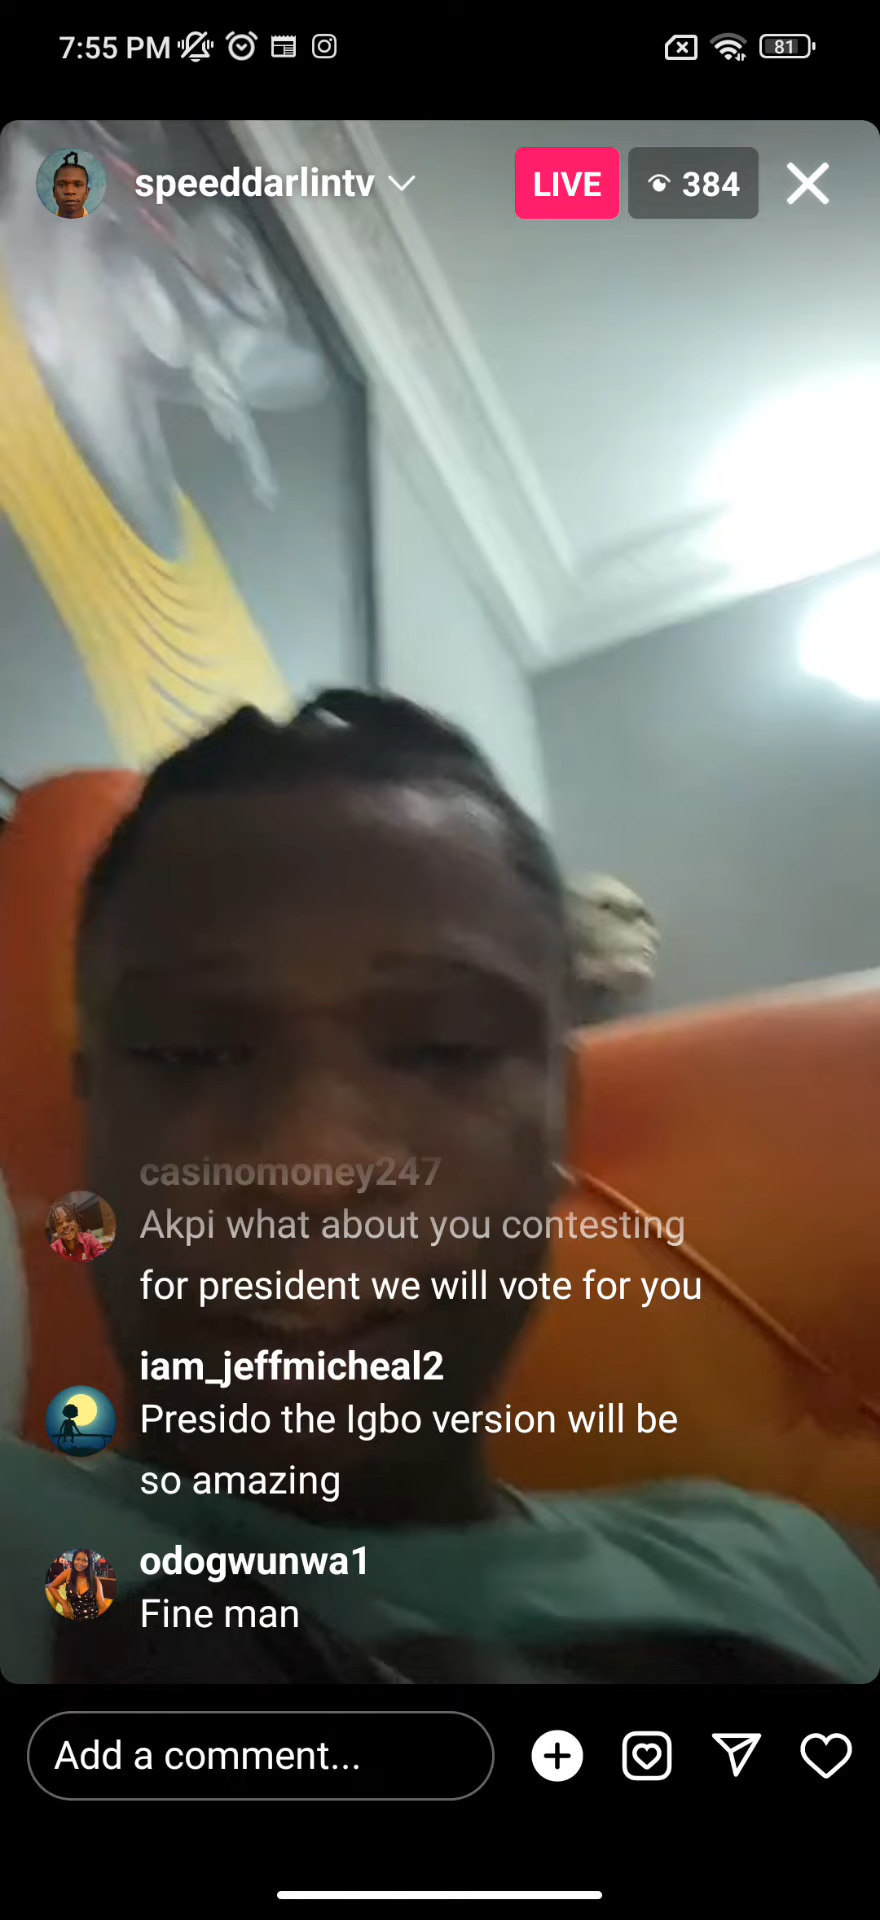 7:55 PM
81
speeddarlintv
LIVE
384
casinomoney247
Akpi what about you contesting
for president we will vote for you
iam_jeffmicheal2
Presido the Igbo version will be
so amazing
odogwunwa1
Fine man
Add a comment...